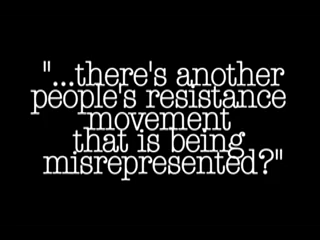 "...there's another
people's resistance
movement
that is being
misrepresented?"